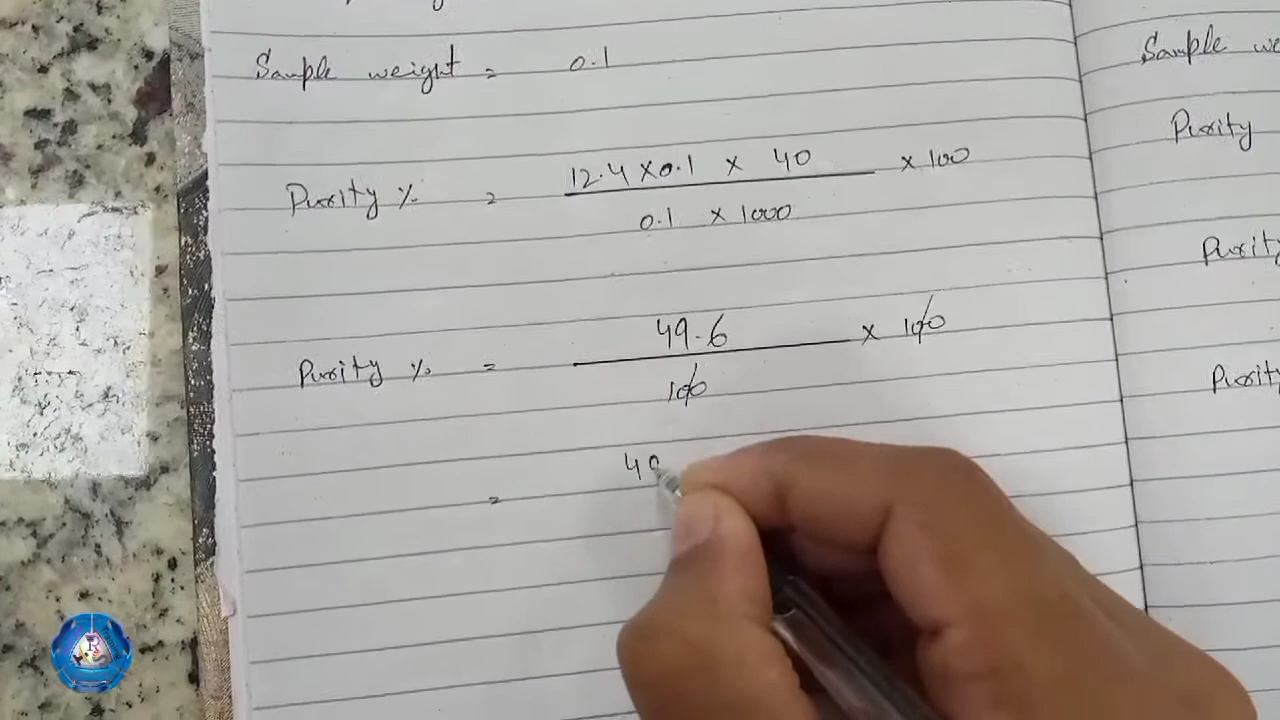 Sample weight = 0.1
Purity % = 12.4 x 0.1 x 40 x 100
0.1 x 1000
Purity % = 49.6 x 100
100
= 49
Sample we
Purity
Purity
Purity